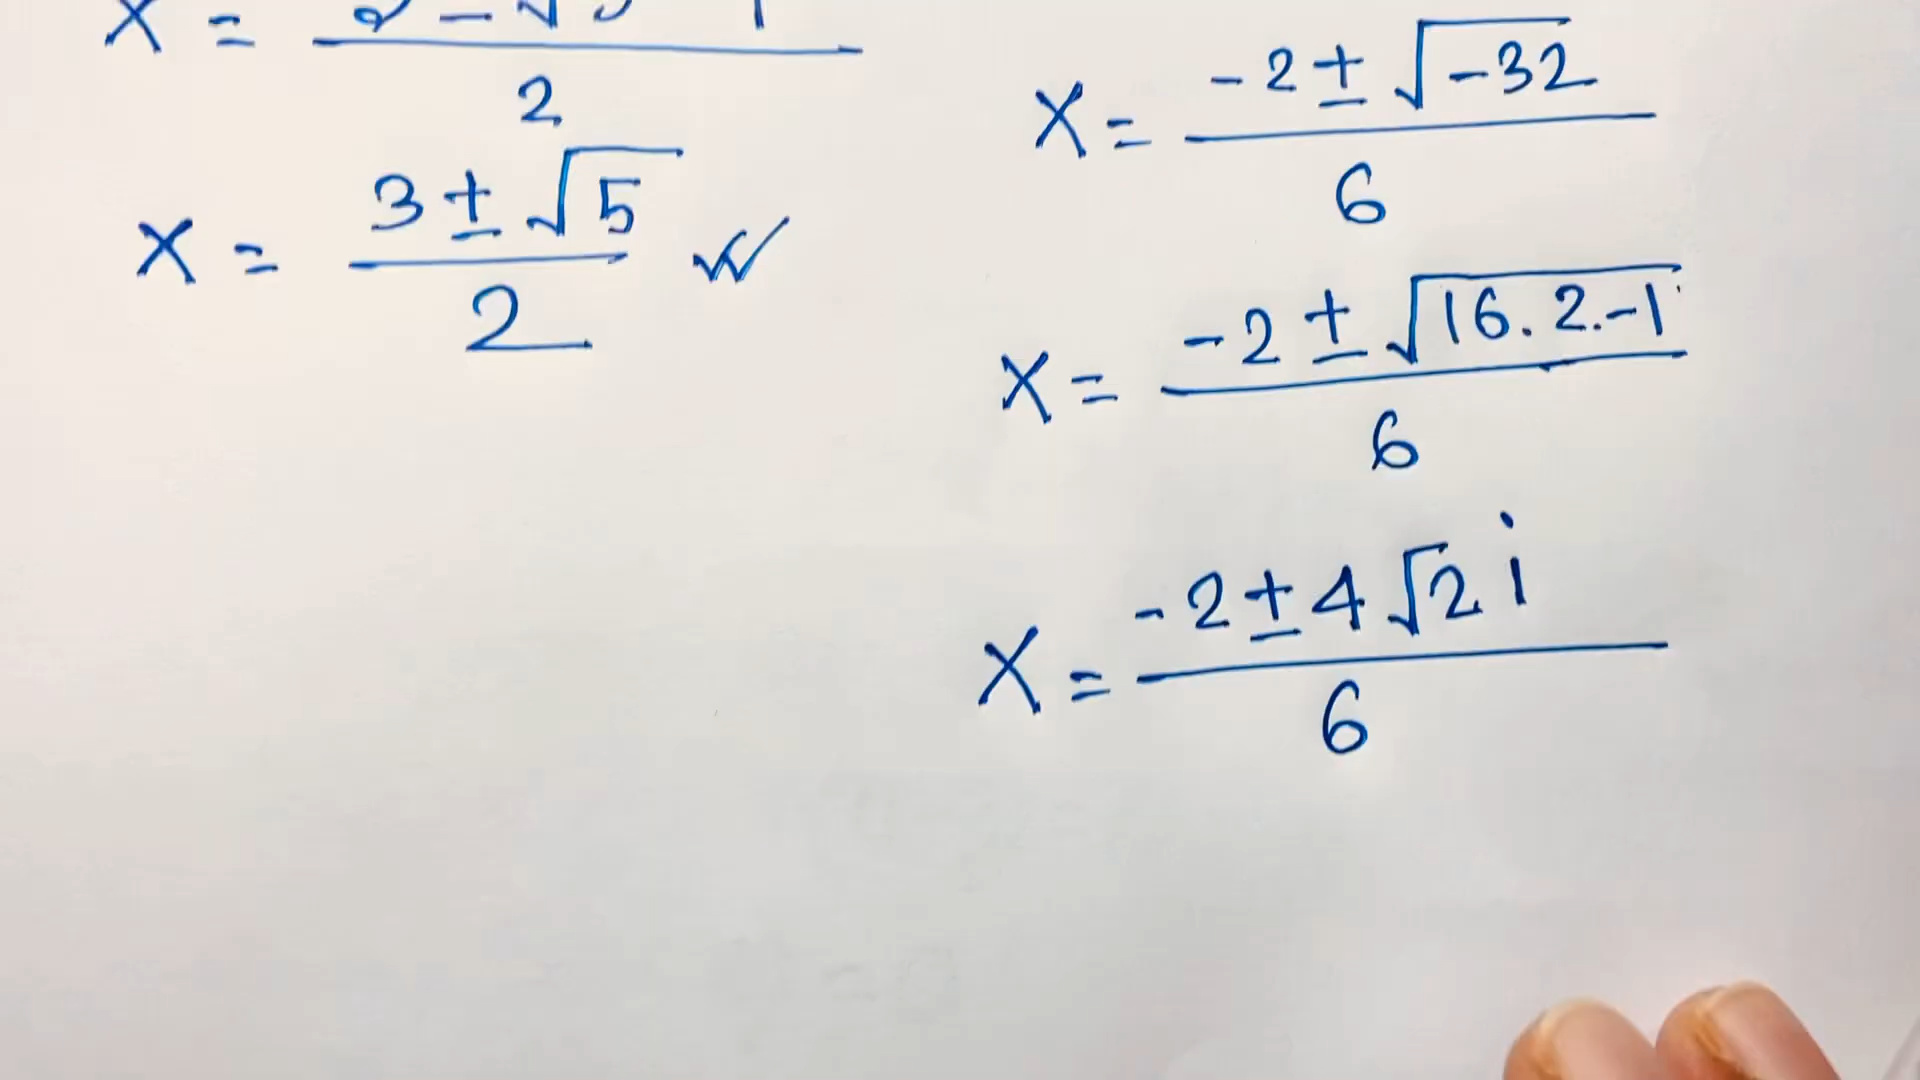 X =
2
X = 3 ± √5 / 2
X = -2 ± √-32 / 6
X = -2 ± √16.2.-1 / 6
X = -2 ± 4√2 i / 6